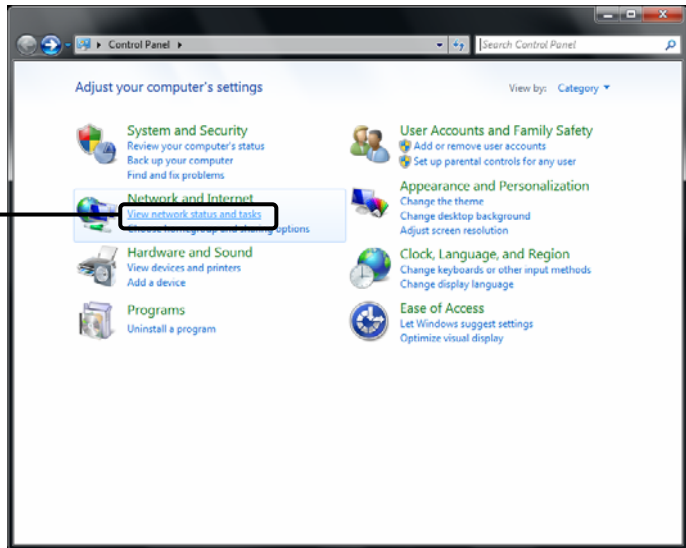 Control Panel
Search Control Panel
Adjust your computer's settings
View by: Category
System and Security
Review your computer's status
Back up your computer
Find and fix problems
Network and Internet
View network status and tasks
Choose homegroup and sharing options
Hardware and Sound
View devices and printers
Add a device
Programs
Uninstall a program
User Accounts and Family Safety
Add or remove user accounts
Set up parental controls for any user
Appearance and Personalization
Change the theme
Change desktop background
Adjust screen resolution
Clock, Language, and Region
Change keyboards or other input methods
Change display language
Ease of Access
Let Windows suggest settings
Optimize visual display